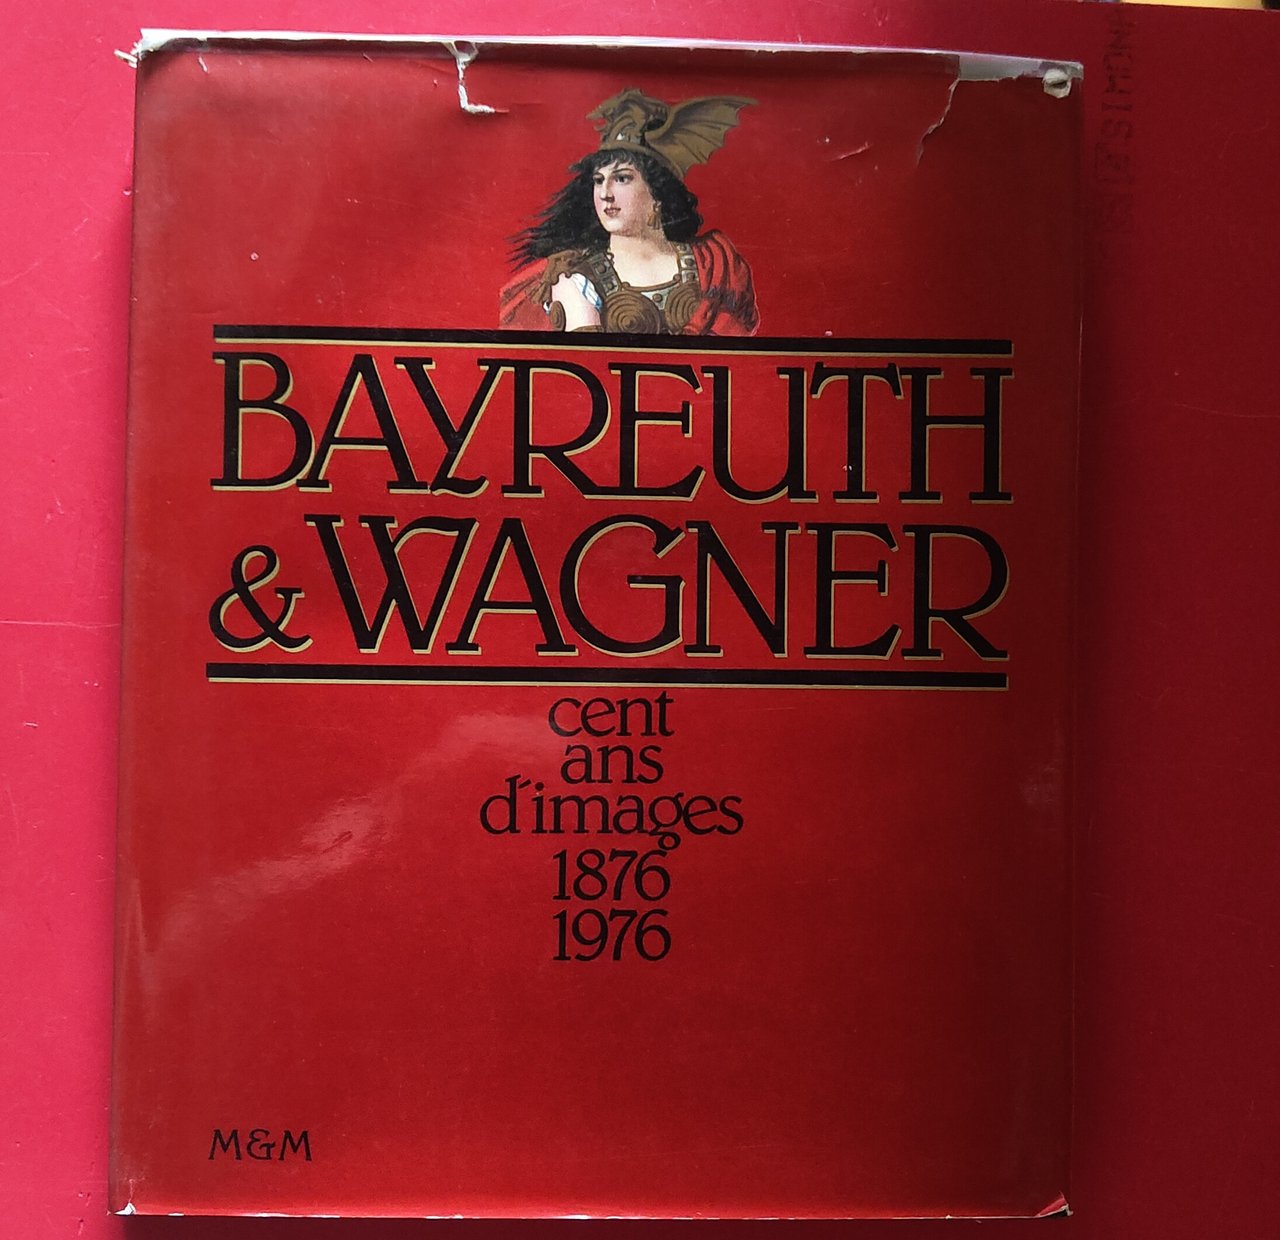 BAYREUTH
& WAGNER
cent
ans
d'images
1876
1976
M&M